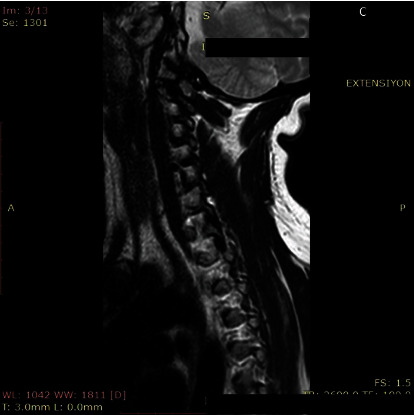 Im: 3/13
Se: 1301
S
C
EXTENSIYON
A
P
FS: 1.5
WL: 1042 WW: 1811 [D]
T: 3.0mm L: 0.0mm